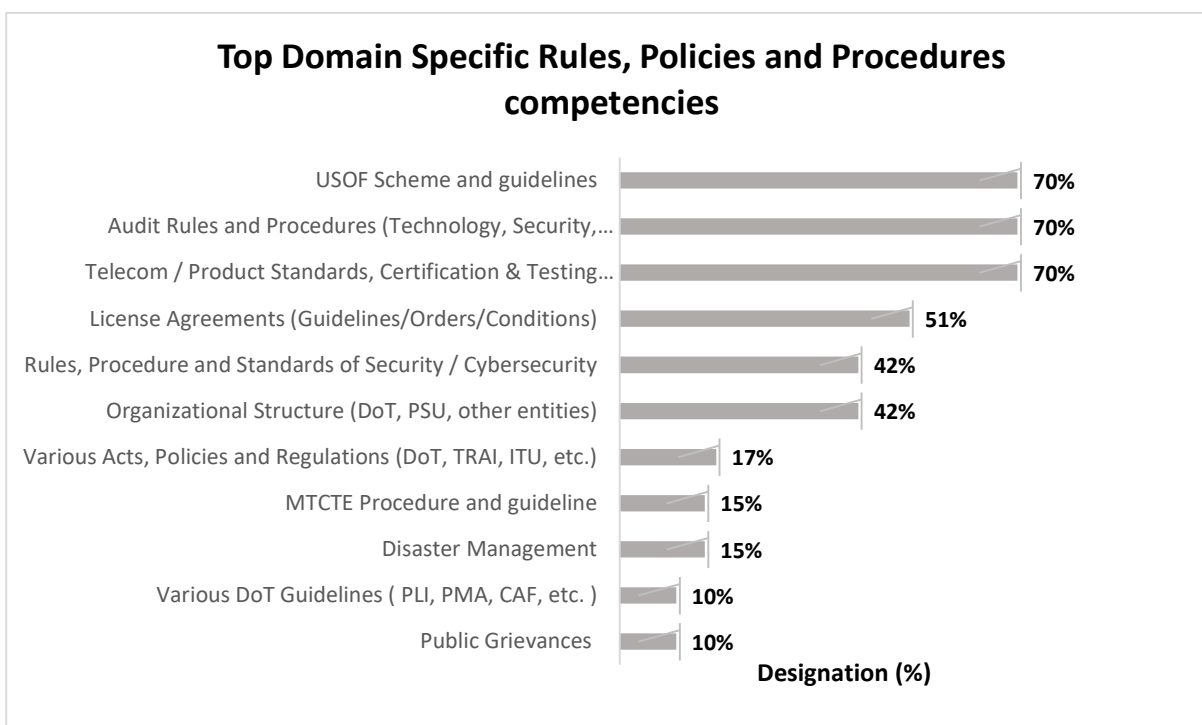 Top Domain Specific Rules, Policies and Procedures
competencies
USOF Scheme and guidelines 70%
Audit Rules and Procedures (Technology, Security,... 70%
Telecom / Product Standards, Certification & Testing... 70%
License Agreements (Guidelines/Orders/Conditions) 51%
Rules, Procedure and Standards of Security / Cybersecurity 42%
Organizational Structure (DoT, PSU, other entities) 42%
Various Acts, Policies and Regulations (DoT, TRAI, ITU, etc.) 17%
MTCTE Procedure and guideline 15%
Disaster Management 15%
Various DoT Guidelines ( PLI, PMA, CAF, etc. ) 10%
Public Grievances 10%
Designation (%)